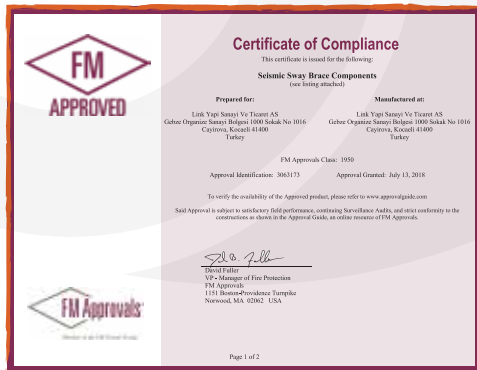 FM
APPROVED
Certificate of Compliance
This certificate is issued for the following:
Seismic Sway Brace Components
(see listing attached)
Prepared for:
Link Yapi Sanayi Ve Ticaret AS
Gebze Organize Sanayi Bolgesi 1000 Sokak No 1016
Cayirova, Kocaeli 41400
Turkey
Manufactured at:
Link Yapi Sanayi Ve Ticaret AS
Gebze Organize Sanayi Bolgesi 1000 Sokak No 1016
Cayirova, Kocaeli 41400
Turkey
FM Approvals Class: 1950
Approval Identification: 3063173
Approval Granted: July 13, 2018
To verify the availability of the Approved product, please refer to www.approvalguide.com
Said Approval is subject to satisfactory field performance, continuing Surveillance Audits, and strict conformity to the
constructions as shown in the Approval Guide, an online resource of FM Approvals.
David Fuller
VP - Manager of Fire Protection
FM Approvals
1151 Boston-Providence Turnpike
Norwood, MA 02062 USA
FM Approvals
Page 1 of 2